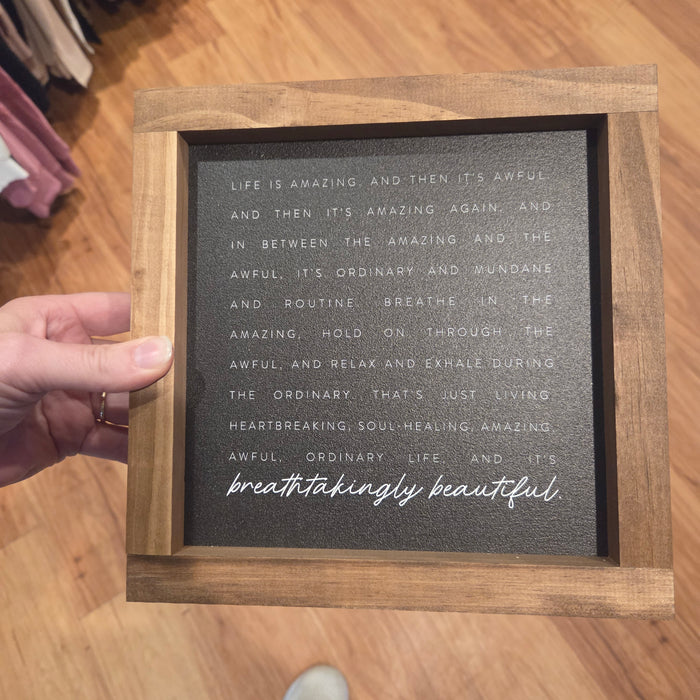 LIFE IS AMAZING. AND THEN IT'S AWFUL.
AND THEN IT'S AMAZING AGAIN. AND
IN BETWEEN THE AMAZING AND THE
AWFUL, IT'S ORDINARY AND MUNDANE
AND ROUTINE. BREATHE IN THE
AMAZING, HOLD ON THROUGH THE
AWFUL, AND RELAX AND EXHALE DURING
THE ORDINARY. THAT'S JUST LIVING
HEARTBREAKING, SOUL-HEALING, AMAZING,
AWFUL, ORDINARY LIFE, AND IT'S
breathtakingly beautiful.